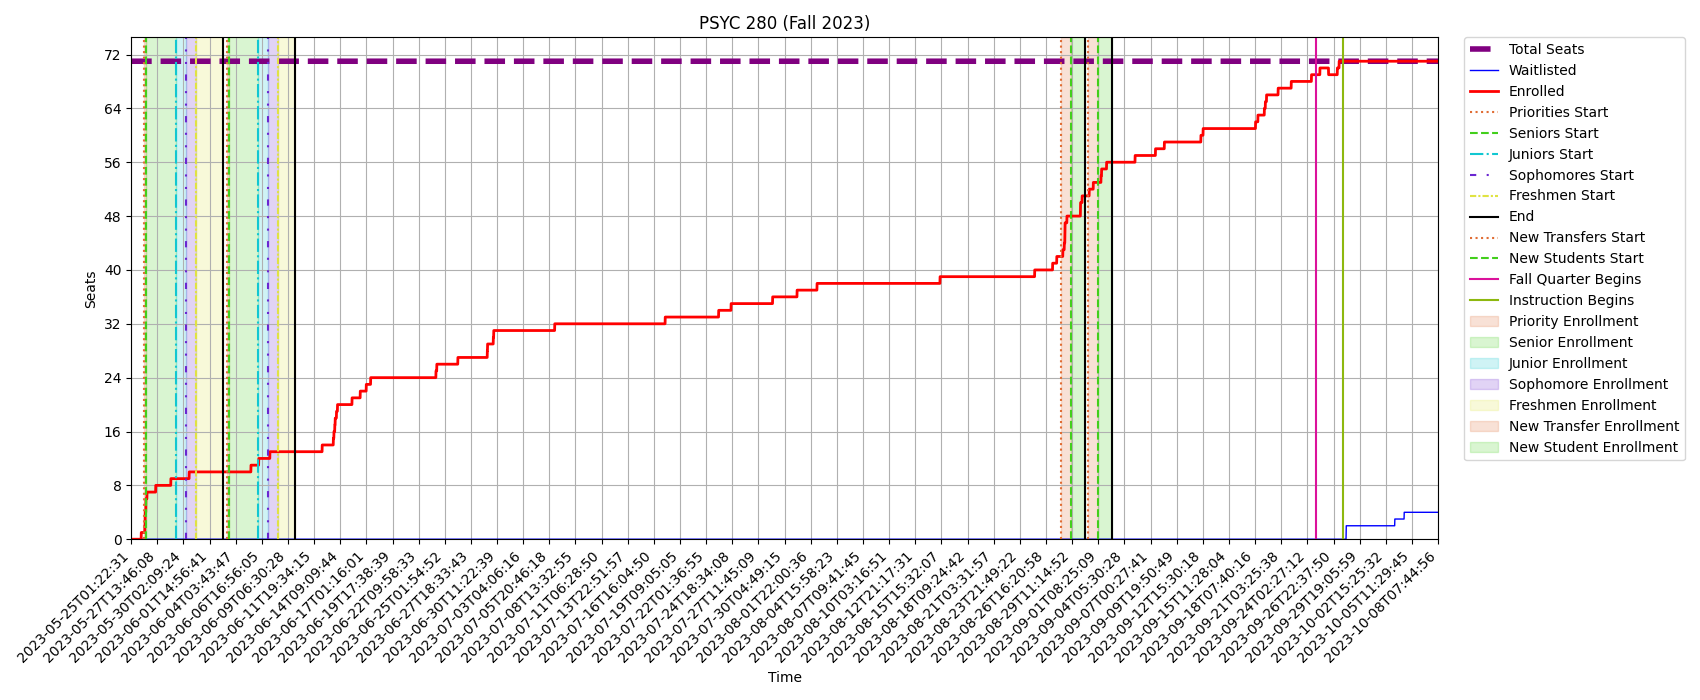 PSYC 280 (Fall 2023)
Seats
72
64
56
48
40
32
24
16
8
0
2023-05-25T01:22:31
2023-05-27T13:46:08
2023-05-30T02:09:24
2023-06-01T14:56:41
2023-06-04T03:43:47
2023-06-06T16:56:05
2023-06-09T06:30:28
2023-06-11T19:34:15
2023-06-14T09:09:44
2023-06-17T01:16:01
2023-06-19T17:38:39
2023-06-22T09:58:33
2023-06-25T01:54:52
2023-06-27T18:33:43
2023-06-30T11:22:39
2023-07-03T04:06:16
2023-07-05T20:46:18
2023-07-08T13:32:55
2023-07-11T06:28:50
2023-07-13T22:51:57
2023-07-16T16:04:50
2023-07-19T09:05:05
2023-07-22T01:36:55
2023-07-24T18:34:08
2023-07-27T11:45:09
2023-07-30T04:49:15
2023-08-01T22:00:36
2023-08-04T15:58:23
2023-08-07T09:41:45
2023-08-10T03:16:51
2023-08-12T21:17:31
2023-08-15T15:32:07
2023-08-18T09:24:42
2023-08-21T03:31:57
2023-08-23T21:49:22
2023-08-26T16:20:58
2023-08-29T11:14:52
2023-09-01T08:25:09
2023-09-04T05:30:28
2023-09-07T00:27:41
2023-09-09T19:50:49
2023-09-12T15:30:18
2023-09-15T11:28:04
2023-09-18T07:40:16
2023-09-21T03:25:38
2023-09-24T02:27:12
2023-09-26T22:37:50
2023-09-29T19:05:59
2023-10-02T15:25:32
2023-10-05T11:29:45
2023-10-08T07:44:56
Time
Total Seats
Waitlisted
Enrolled
Priorities Start
Seniors Start
Juniors Start
Sophomores Start
Freshmen Start
End
New Transfers Start
New Students Start
Fall Quarter Begins
Instruction Begins
Priority Enrollment
Senior Enrollment
Junior Enrollment
Sophomore Enrollment
Freshmen Enrollment
New Transfer Enrollment
New Student Enrollment